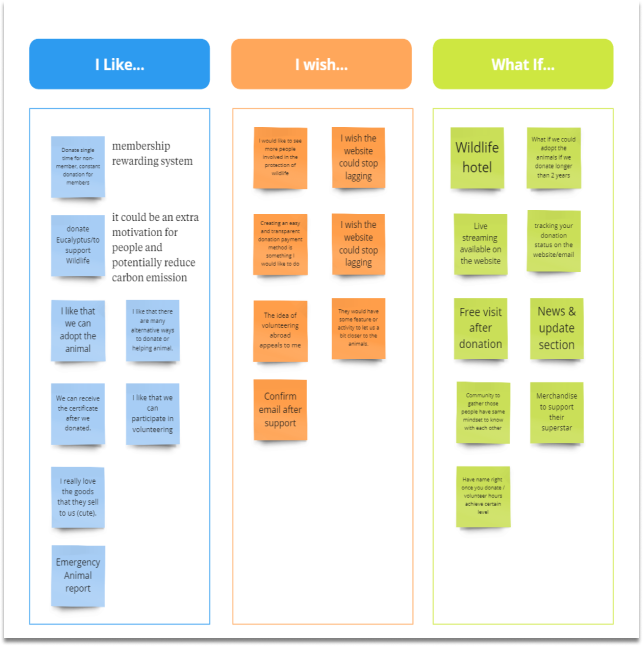 I Like...
Donate single
time for non-
member, constant
donation for
members
membership
rewarding system
donate
Eucalyptus/to
support
Wildlife
it could be an extra
motivation for
people and
potentially reduce
carbon emission
I like that
we can
adopt the
animal
I like that there
are many
alternative ways
to donate or
helping animal.
We can receive
the certificate
after we
donated.
I like that we
can
participate in
volunteering
I really love
the goods
that they sell
to us (cute).
Emergency
Animal
report
I wish...
I would like to see
more people
involved in the
protection of
wildlife
I wish the
website
could stop
lagging
Creating an easy
and transparent
donation payment
method is
something I
would like to do
I wish the
website
could stop
lagging
The idea of
volunteering
abroad
appeals to me
They would have
some feature or
activity to let us a
bit closer to the
animals
Confirm
email after
support
What If...
Wildlife
hotel
What if we could
adopt the
animals if we
donate longer
than 2 years
Live
streaming
available on
the website
tracking your
donation
status on the
website/email
Free visit
after
donation
News &
update
section
Community to
gather those
people have same
mindset to know
with each other
Merchandise
to support
their
superstar
Have name right
once you donate /
volunteer hours
achieve certain
level